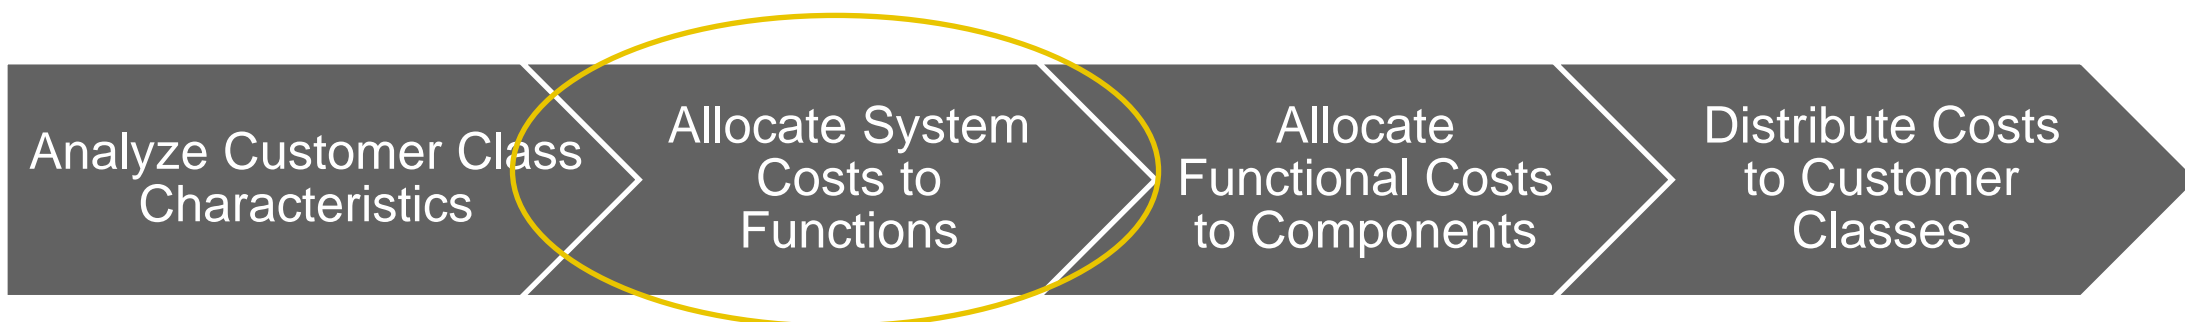 Analyze Customer Class
Characteristics
Allocate System
Costs to
Functions
Allocate
Functional Costs
to Components
Distribute Costs
to Customer
Classes